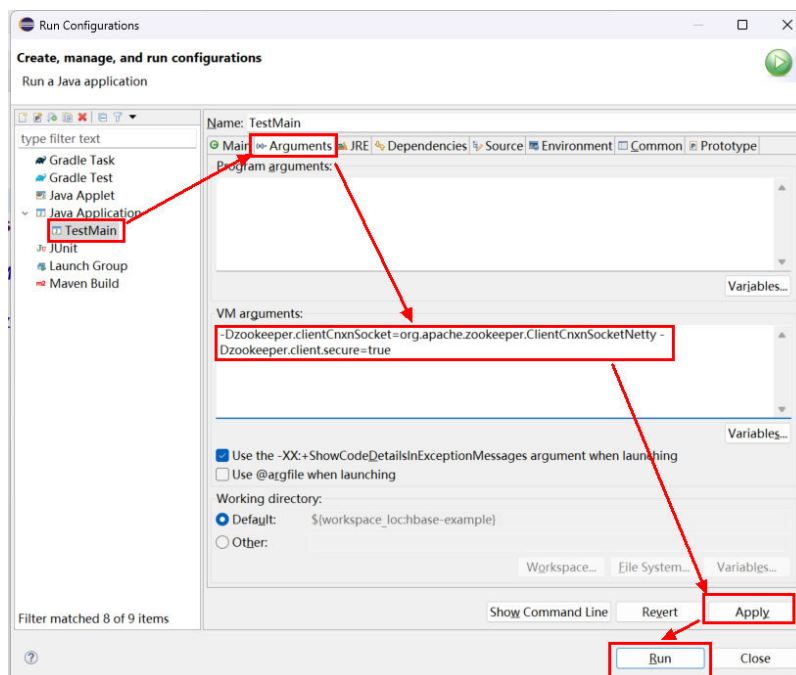 Run Configurations
Create, manage, and run configurations
Run a Java application
type filter text
Gradle Task
Gradle Test
Java Applet
Java Application
TestMain
JUnit
Launch Group
Maven Build
Filter matched 8 of 9 items
Name: TestMain
Main Arguments JRE Dependencies Source Environment Common Prototype
Program arguments:
Variables...
VM arguments:
-Dzookeeper.clientCnxnSocket=org.apache.zookeeper.ClientCnxnSocketNetty -
Dzookeeper.client.secure=true
Variables...
Use the -XX:+ShowCodeDetailsInExceptionMessages argument when launching
Use @argfile when launching
Working directory:
Default: ${workspace_loc:hbase-example}
Other:
Workspace... File System... Variables...
Show Command Line Revert Apply
Run Close